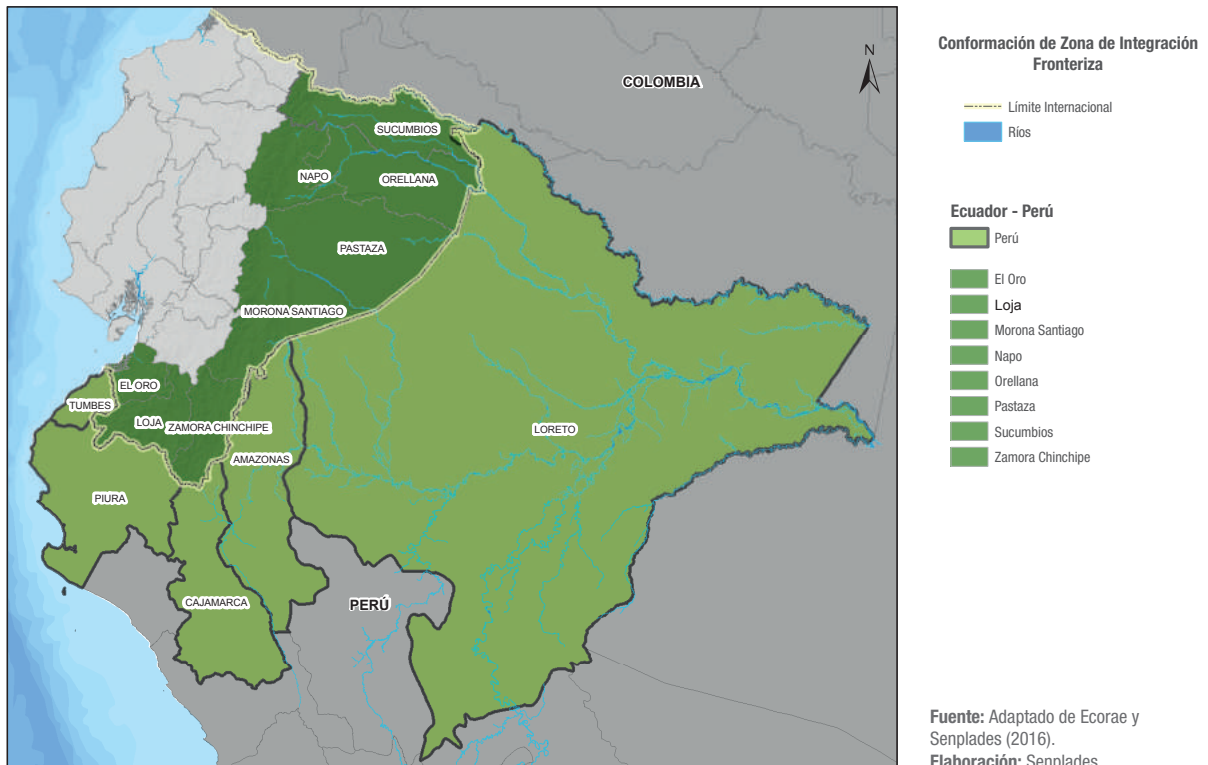 N
COLOMBIA
SUCUMBIOS
NAPO
ORELLANA
PASTAZA
MORONA SANTIAGO
EL ORO
TUMBES
LOJA
ZAMORA CHINCHIPE
LORETO
AMAZONAS
PIURA
CAJAMARCA
PERÚ
Conformación de Zona de Integración
Fronteriza
Límite Internacional
Ríos
Ecuador - Perú
Perú
El Oro
Loja
Morona Santiago
Napo
Orellana
Pastaza
Sucumbios
Zamora Chinchipe
Fuente: Adaptado de Ecorae y
Senplades (2016).
Elaboración: Senplades